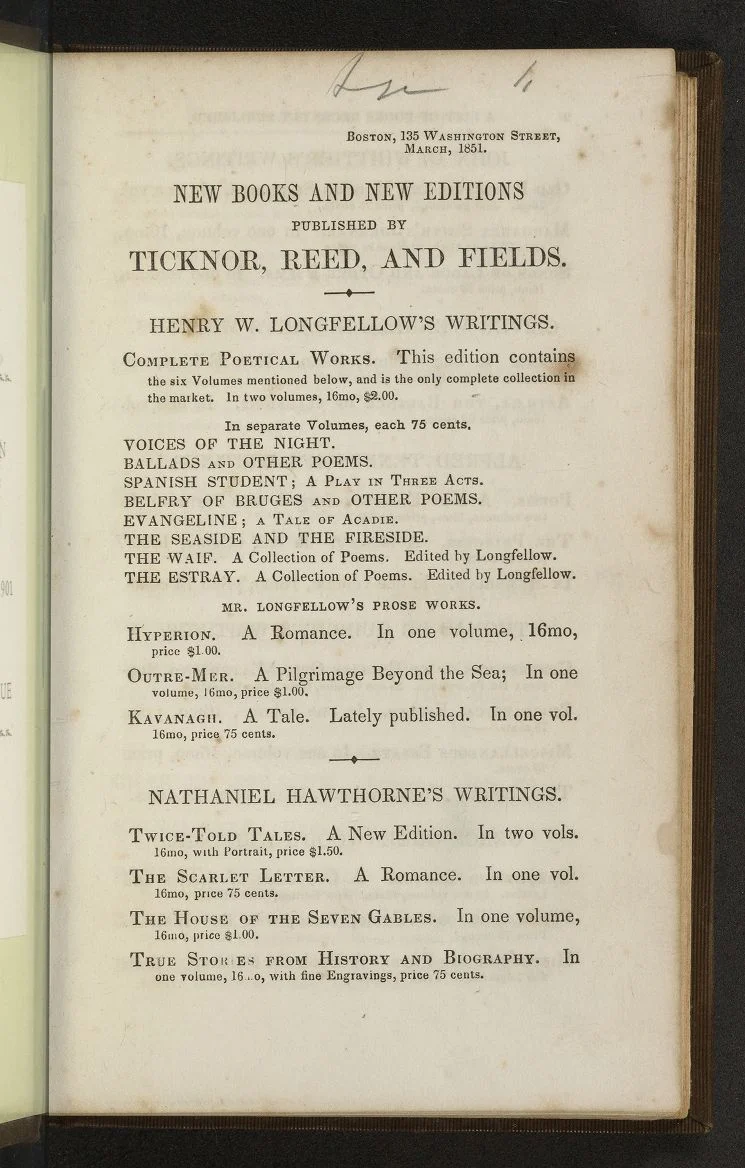 Boston, 135 Washington Street,
March, 1851.
NEW BOOKS AND NEW EDITIONS
PUBLISHED BY
TICKNOR, REED, AND FIELDS.
HENRY W. LONGFELLOW'S WRITINGS.
Complete Poetical Works. This edition contains
the six Volumes mentioned below, and is the only complete collection in
the market. In two volumes, 16mo, $2.00.
In separate Volumes, each 75 cents.
VOICES OF THE NIGHT.
BALLADS AND OTHER POEMS.
SPANISH STUDENT; A Play in Three Acts.
BELFRY OF BRUGES AND OTHER POEMS.
EVANGELINE; A Tale of Acadie.
THE SEASIDE AND THE FIRESIDE.
THE WAIF. A Collection of Poems. Edited by Longfellow.
THE ESTRAY. A Collection of Poems. Edited by Longfellow.
MR. LONGFELLOW'S PROSE WORKS.
Hyperion. A Romance. In one volume, 16mo,
price $1.00.
Outre-Mer. A Pilgrimage Beyond the Sea; In one
volume, 16mo, price $1.00.
Kavanagh. A Tale. Lately published. In one vol.
16mo, price 75 cents.
NATHANIEL HAWTHORNE'S WRITINGS.
Twice-Told Tales. A New Edition. In two vols.
16mo, with Portrait, price $1.50.
The Scarlet Letter. A Romance. In one vol.
16mo, price 75 cents.
The House of the Seven Gables. In one volume,
16mo, price $1.00.
True Stories from History and Biography. In
one volume, 16mo, with fine Engravings, price 75 cents.